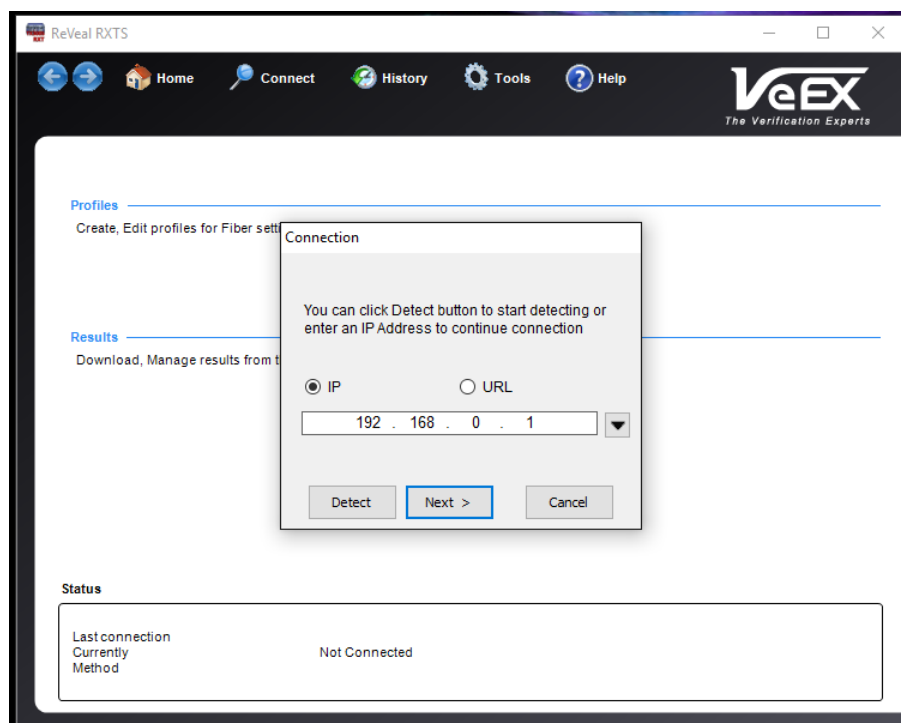 ReVeal RXTS
Home Connect History Tools Help
VeEX
The Verification Experts
Profiles
Create, Edit profiles for Fiber setti
Connection
You can click Detect button to start detecting or
enter an IP Address to continue connection
Results
Download, Manage results from t
IP URL
192 . 168 . 0 . 1
Detect Next > Cancel
Status
Last connection
Currently Not Connected
Method